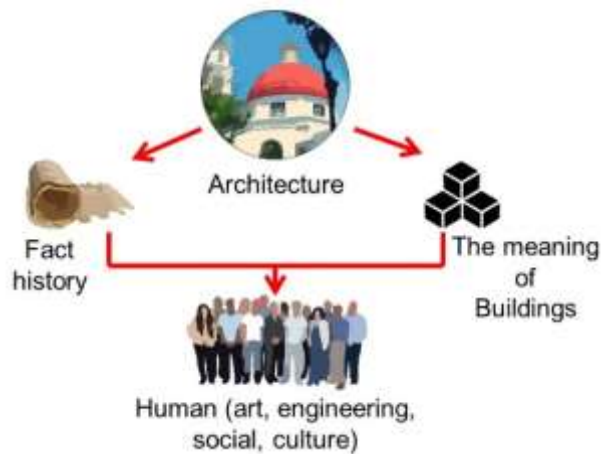 Architecture
Fact
history
The meaning
of
Buildings
Human (art, engineering,
social, culture)